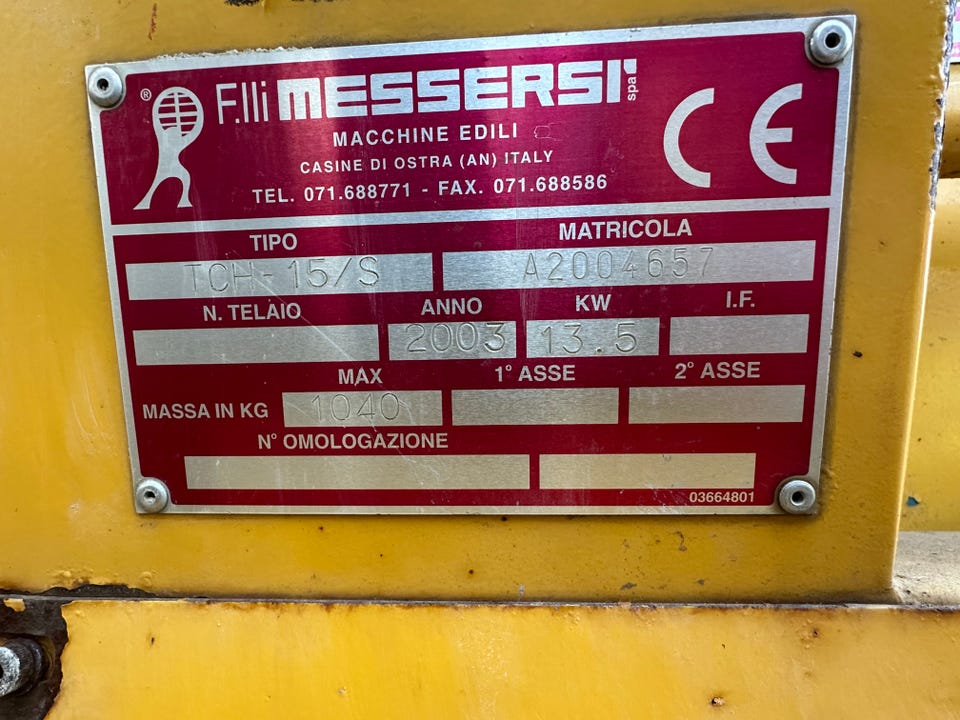 ® F.lli MESSERSI' spa
MACCHINE EDILI
CASINE DI OSTRA (AN) ITALY
TEL. 071.688771 - FAX. 071.688586
CE
TIPO MATRICOLA
TCH-15/S A2004657
N. TELAIO ANNO KW I.F.
2003 13.5
MAX 1° ASSE 2° ASSE
MASSA IN KG 1040
N° OMOLOGAZIONE
03664801